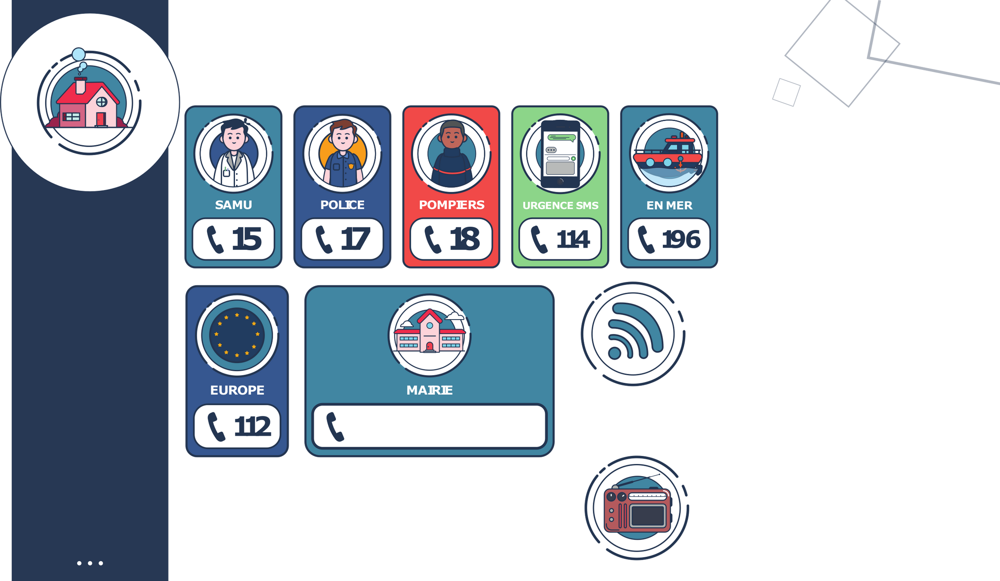 SAMU
15
POLICE
17
POMPIERS
18
URGENCE SMS
114
EN MER
196
EUROPE
112
MAIRIE